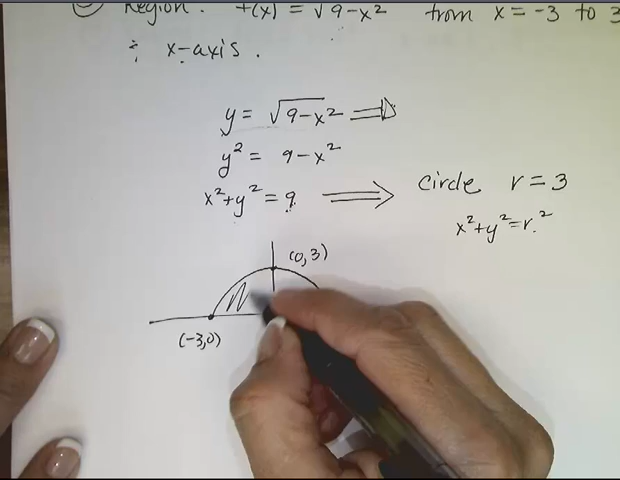 Region: f(x) = √9-x² from x = -3 to 3
& x-axis.
y = √9-x² ⟹
y² = 9-x²
x²+y² = 9 ⟹ circle r = 3
x²+y²=r²
(0,3)
(-3,0)